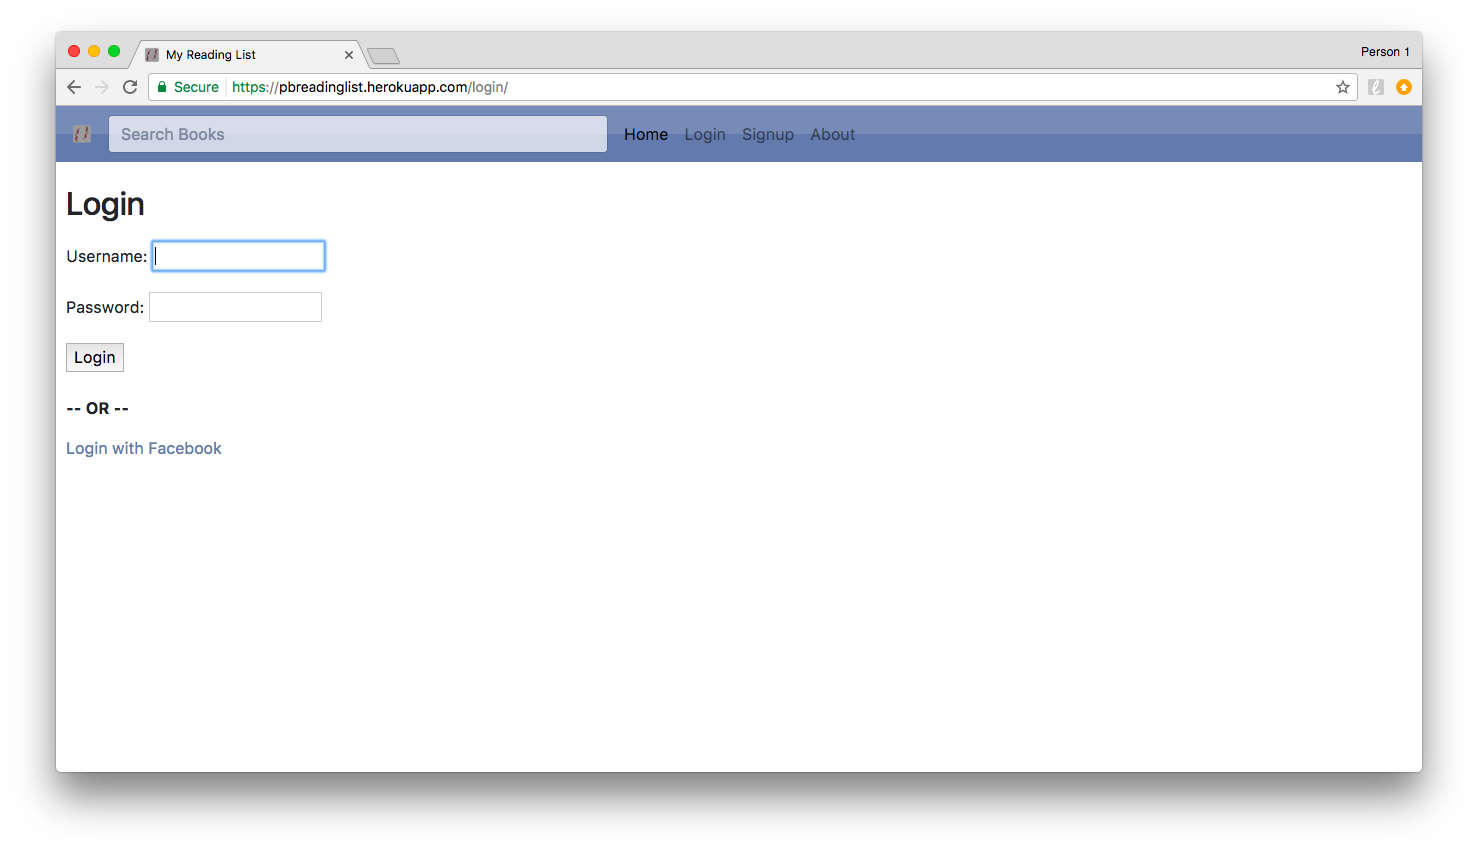 My Reading List
Person 1
Secure https://pbreadinglist.herokuapp.com/login/
Search Books Home Login Signup About
Login
Username:
Password:
Login
-- OR --
Login with Facebook